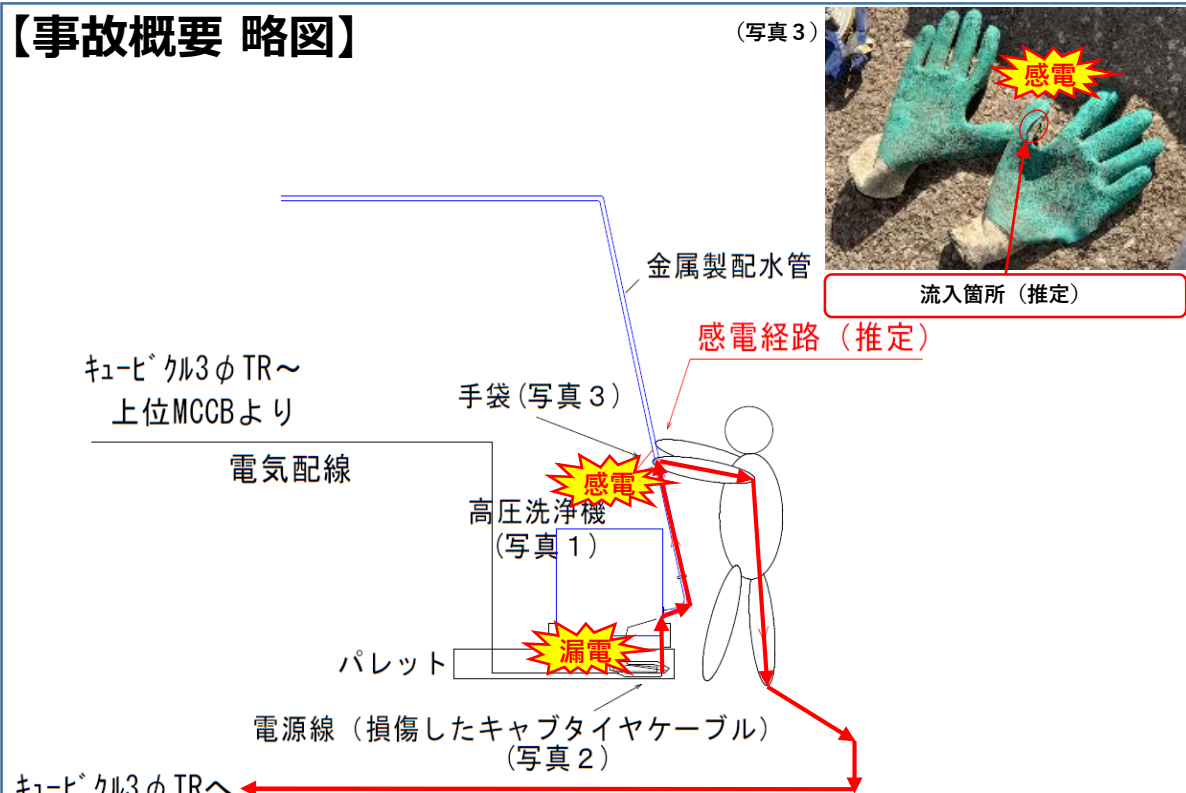 【事故概要 略図】
(写真３)
感電
流入箇所（推定）
金属製配水管
感電経路（推定）
ｷｭｰﾋﾞｸﾙ3φTR～
上位MCCBより
手袋(写真３)
電気配線
感電
高圧洗浄機
(写真１)
漏電
パレット
電源線（損傷したキャブタイヤケーブル）
(写真２)
ｷｭｰﾋﾞｸﾙ3φTRへ